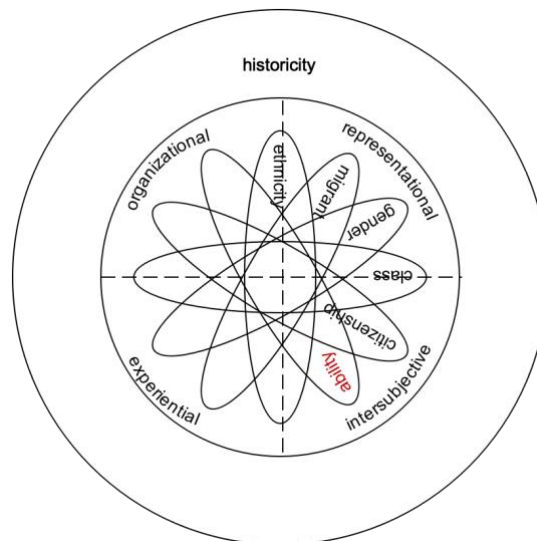 historicity
organizational
representational
ethnicity
migrant
gender
class
citizenship
ability
experiential
intersubjective